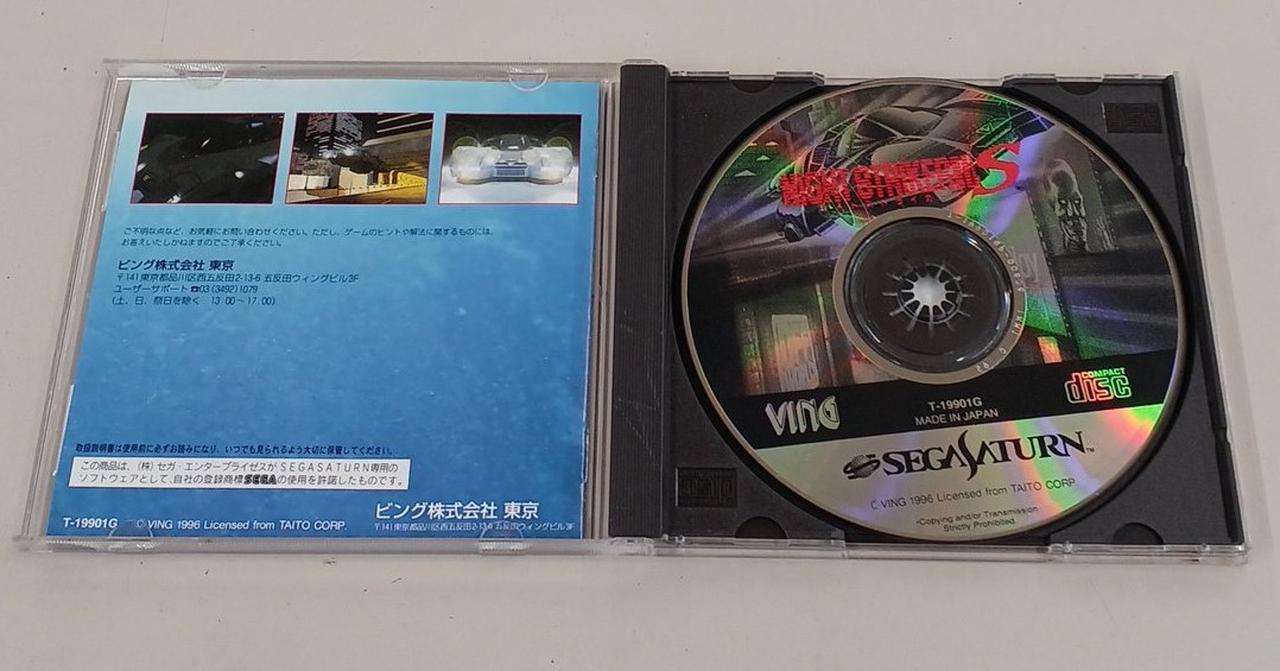 ご不明な点など、お気軽にお問い合わせください。ただし、ゲームのヒントや解法に関するものには、
お答えいたしかねますのでご了承ください。
ビング株式会社 東京
〒141東京都品川区西五反田2-13-6 五反田ウィングビル3F
ユーザーサポート☎03(3492)1079
(土、日、祭日を除く 13:00～17:00)
取扱説明書は使用前に必ずお読みになり、いつでも見られるよう大切に保管してください。
この商品は、(株)セガ・エンタープライゼスがSEGASATURN専用の
ソフトウェアとして、自社の登録商標SEGAの使用を許諾したものです。
ビング株式会社 東京
〒141東京都品川区西五反田2-13-6 五反田ウィングビル3F
T-19901G © VING 1996 Licensed from TAITO CORP.
NIGHT STRIKER S
VING
T-19901G
MADE IN JAPAN
COMPACT
disc
SEGASATURN™
© VING 1996 Licensed from TAITO CORP.
•Copying and/or Transmission
Strictly Prohibited.